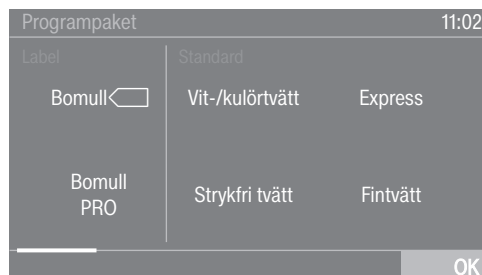 Programpaket 11:02
Label Standard
Bomull Vit-/kulörtvätt Express
Bomull
PRO
Strykfri tvätt Fintvätt
OK